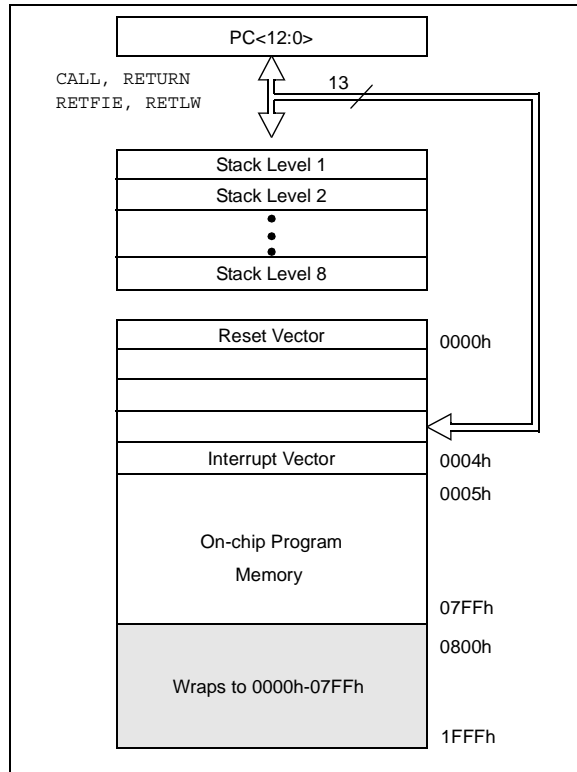 PC<12:0>
CALL, RETURN
RETFIE, RETLW
13
Stack Level 1
Stack Level 2
Stack Level 8
Reset Vector
0000h
Interrupt Vector
0004h
0005h
On-chip Program
Memory
07FFh
0800h
Wraps to 0000h-07FFh
1FFFh